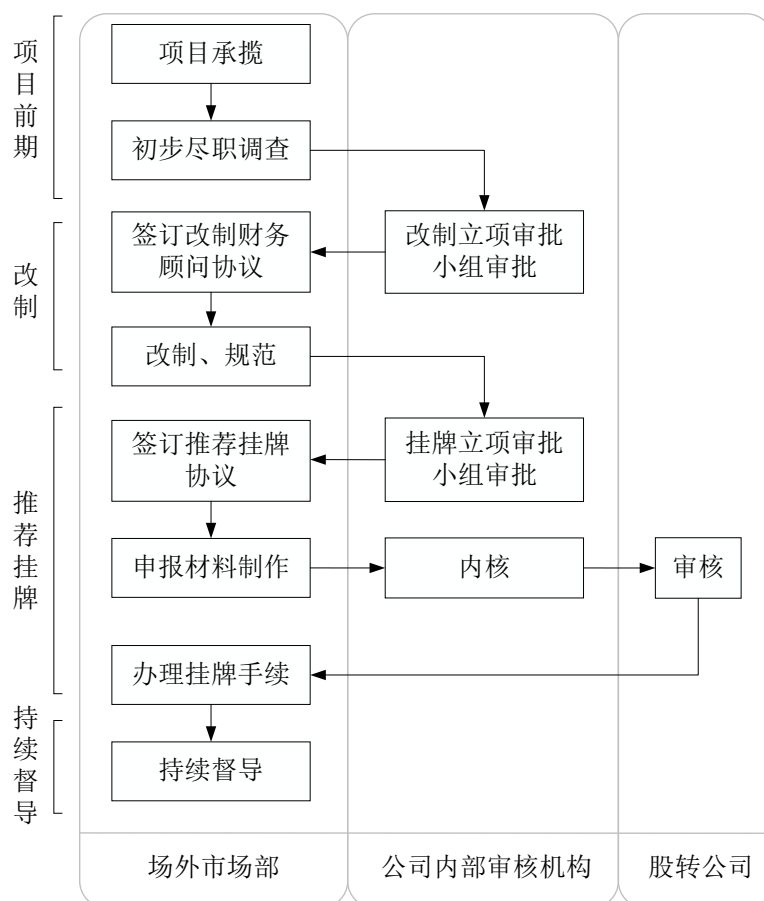 项目前期
项目承揽
初步尽职调查
改制
签订改制财务
顾问协议
改制立项审批
小组审批
改制、规范
推荐挂牌
签订推荐挂牌
协议
挂牌立项审批
小组审批
申报材料制作
内核
审核
办理挂牌手续
持续督导
持续督导
场外市场部
公司内部审核机构
股转公司